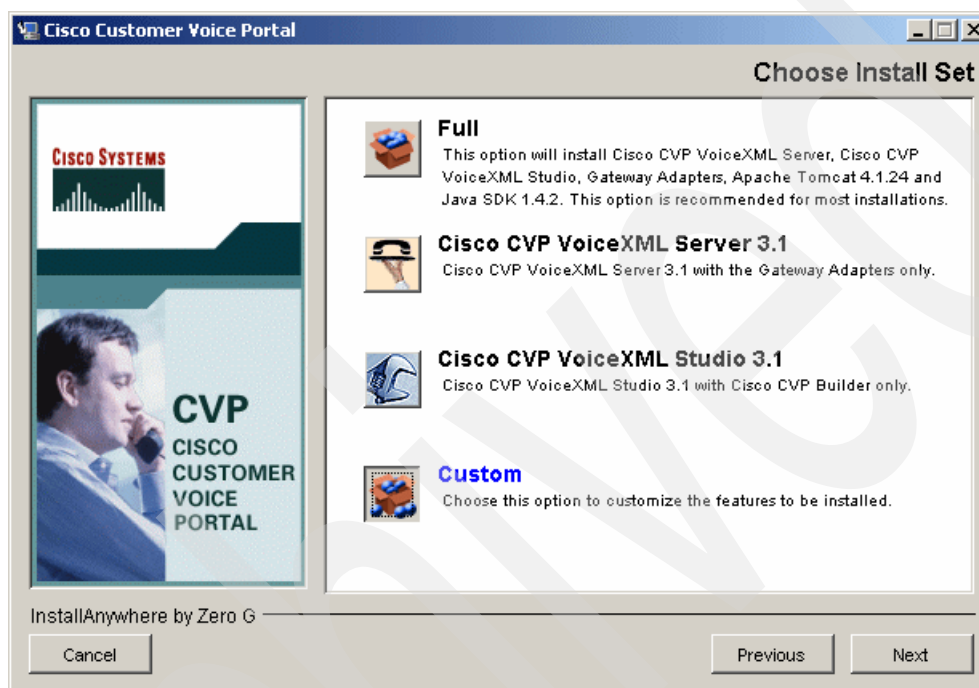 Cisco Customer Voice Portal
Choose Install Set
CISCO SYSTEMS
CVP
CISCO
CUSTOMER
VOICE
PORTAL
Full
This option will install Cisco CVP VoiceXML Server, Cisco CVP
VoiceXML Studio, Gateway Adapters, Apache Tomcat 4.1.24 and
Java SDK 1.4.2. This option is recommended for most installations.
Cisco CVP VoiceXML Server 3.1
Cisco CVP VoiceXML Server 3.1 with the Gateway Adapters only.
Cisco CVP VoiceXML Studio 3.1
Cisco CVP VoiceXML Studio 3.1 with Cisco CVP Builder only.
Custom
Choose this option to customize the features to be installed.
InstallAnywhere by Zero G
Cancel
Previous
Next